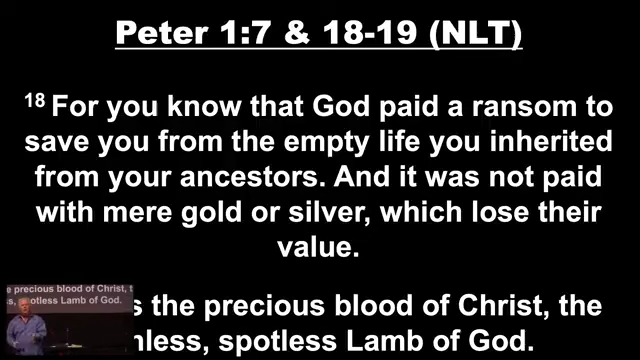 Peter 1:7 & 18-19 (NLT)
18 For you know that God paid a ransom to
save you from the empty life you inherited
from your ancestors. And it was not paid
with mere gold or silver, which lose their
value.
s the precious blood of Christ, the
nless, spotless Lamb of God.
e precious blood of Christ, t
ss, spotless Lamb of God.